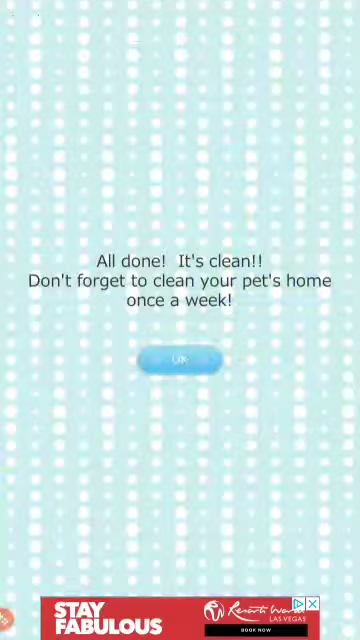 All done!  It's clean!!
Don't forget to clean your pet's home
once a week!
OK
STAY
FABULOUS
Resorts World
LAS VEGAS
BOOK NOW